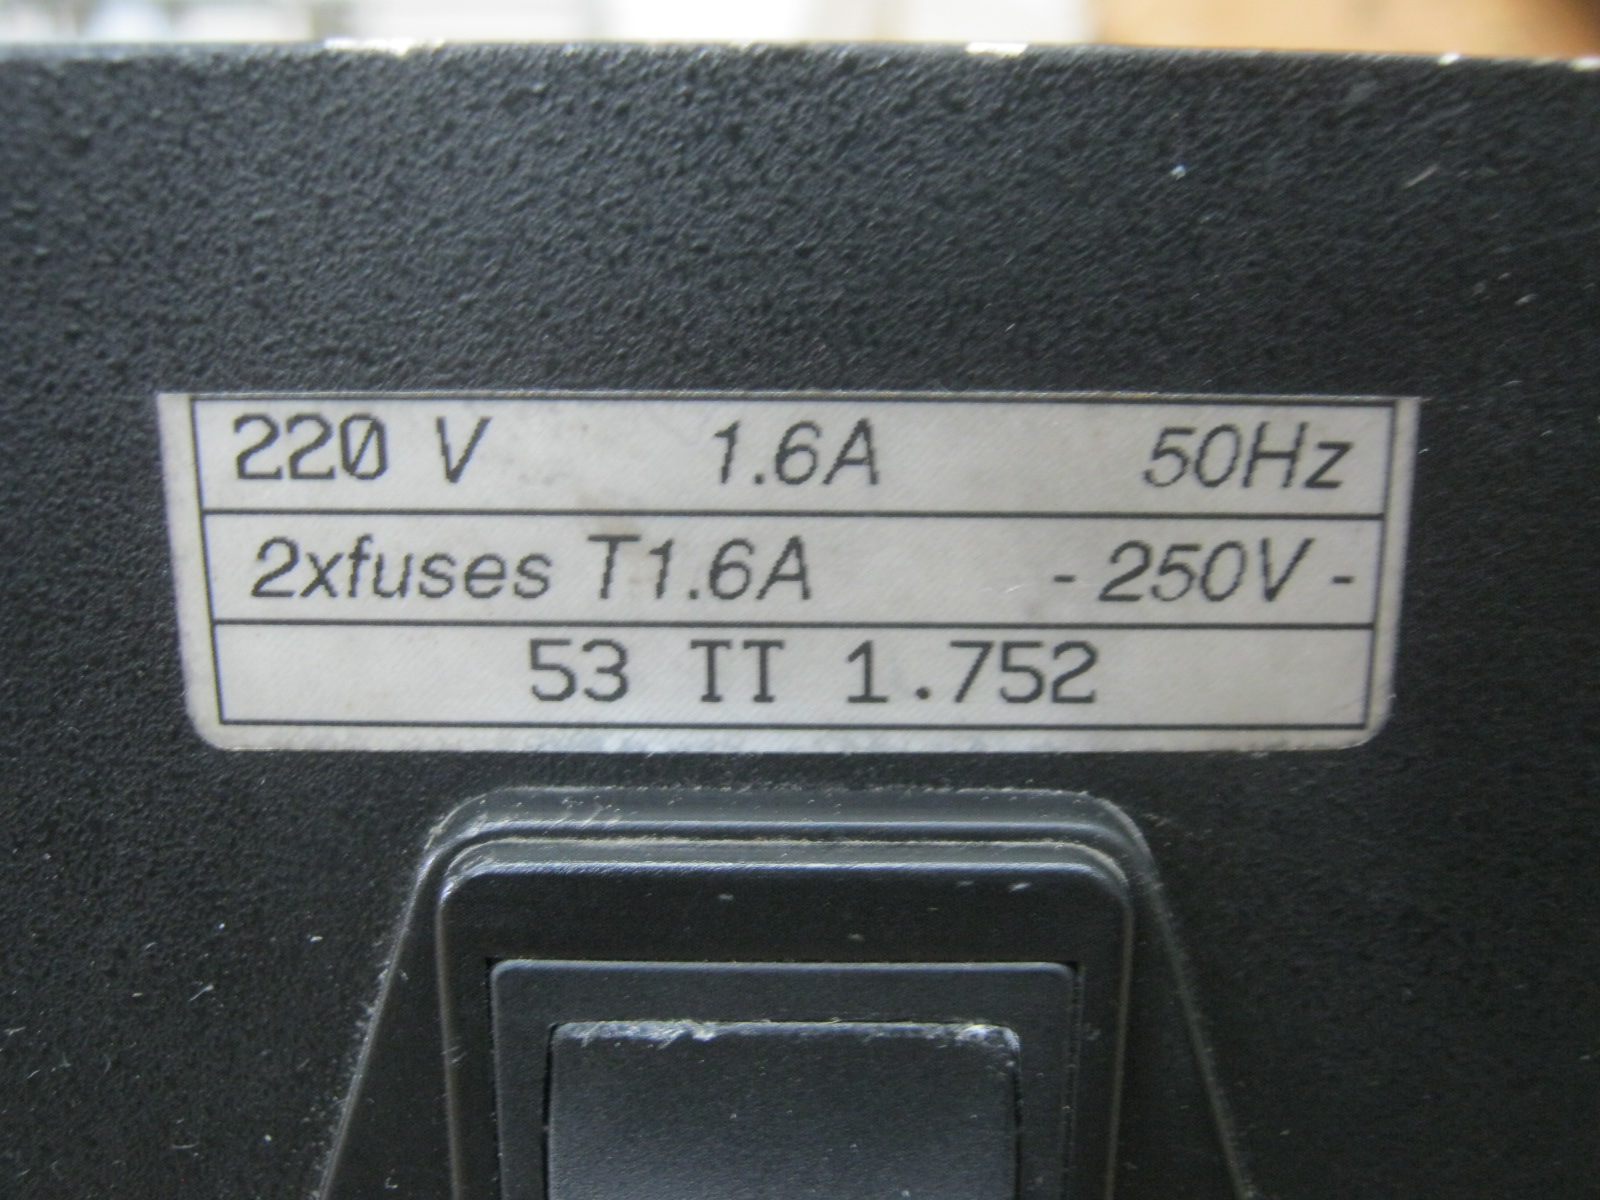 220 V 1.6A 50Hz
2xfuses T1.6A - 250V -
53 TT 1.752